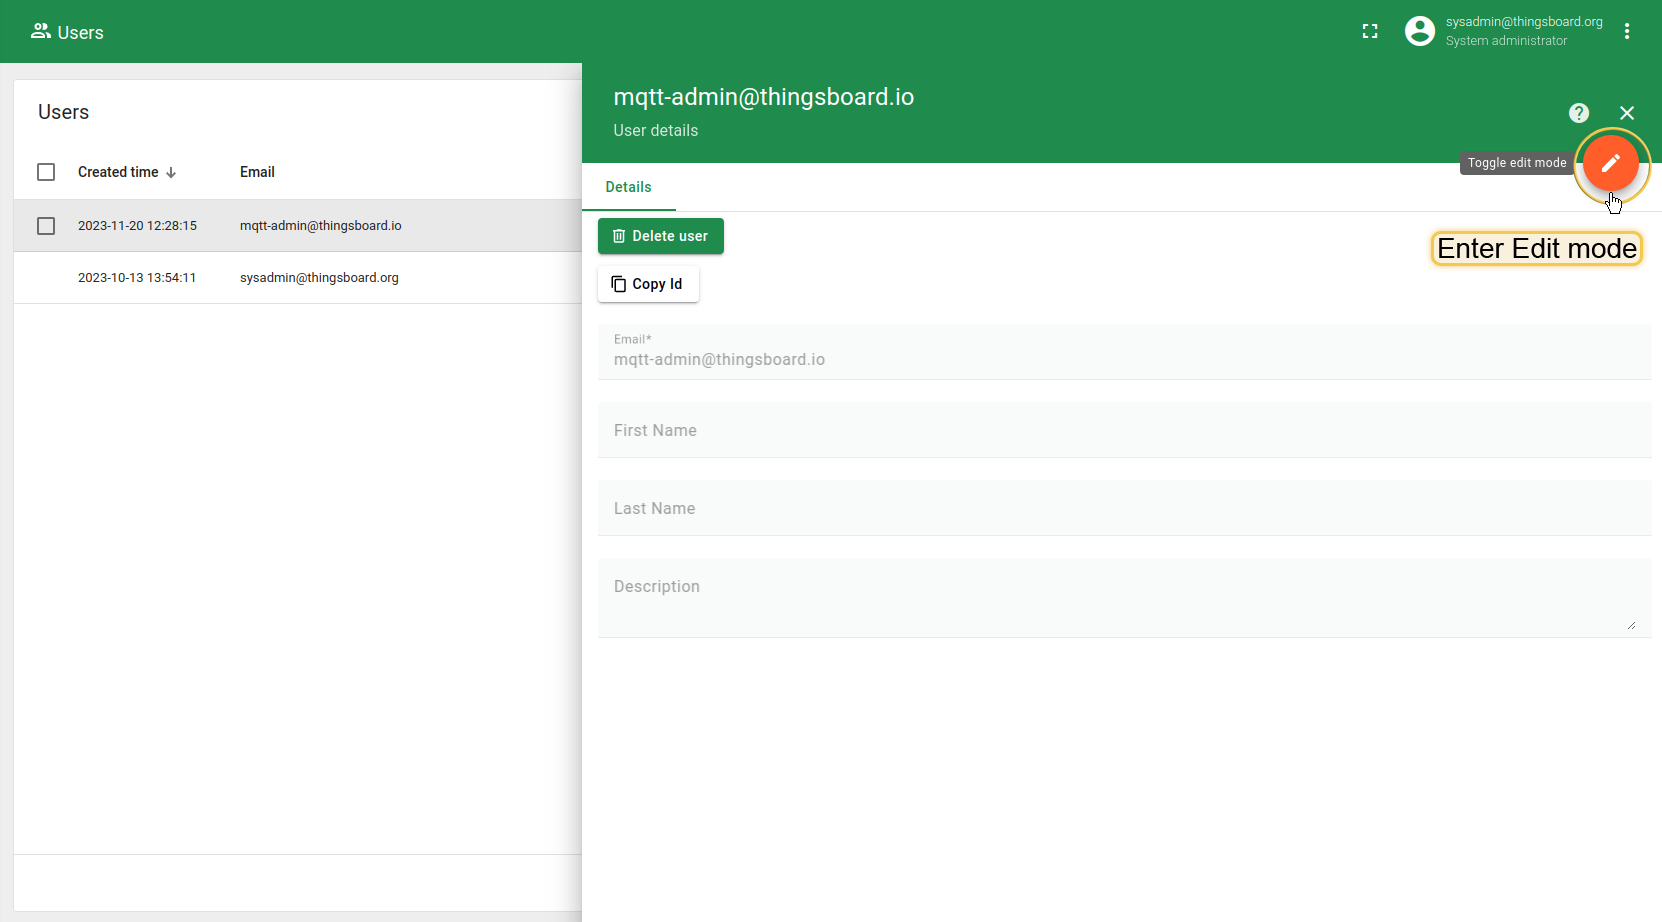 Users
sysadmin@thingsboard.org
System administrator
Users
Created time
Email
2023-11-20 12:28:15
mqtt-admin@thingsboard.io
2023-10-13 13:54:11
sysadmin@thingsboard.org
mqtt-admin@thingsboard.io
User details
?
Toggle edit mode
Details
Enter Edit mode
Delete user
Copy Id
Email*
mqtt-admin@thingsboard.io
First Name
Last Name
Description